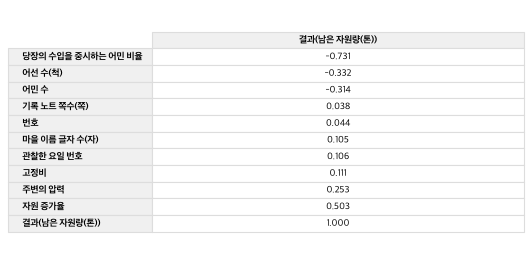 결과(남은 자원량(톤))
당장의 수입을 중시하는 어민 비율 -0.731
어선 수(척) -0.332
어민 수 -0.314
기록 노트 쪽수(쪽) 0.038
번호 0.044
마을 이름 글자 수(자) 0.105
관찰한 요일 번호 0.106
고정비 0.111
주변의 압력 0.253
자원 증가율 0.503
결과(남은 자원량(톤)) 1.000